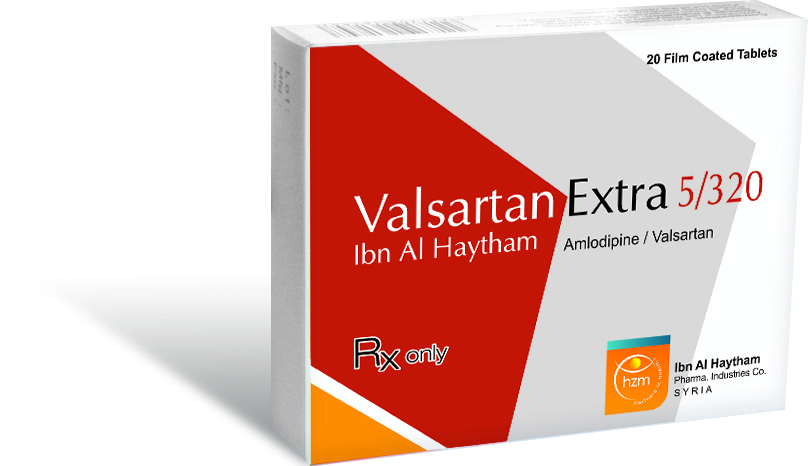 20 Film Coated Tablets
Valsartan Extra 5/320
Ibn Al Haytham
Amlodipine / Valsartan
Rx only
hzm
Ibn Al Haytham
Pharma. Industries Co.
SYRIA
Lot :